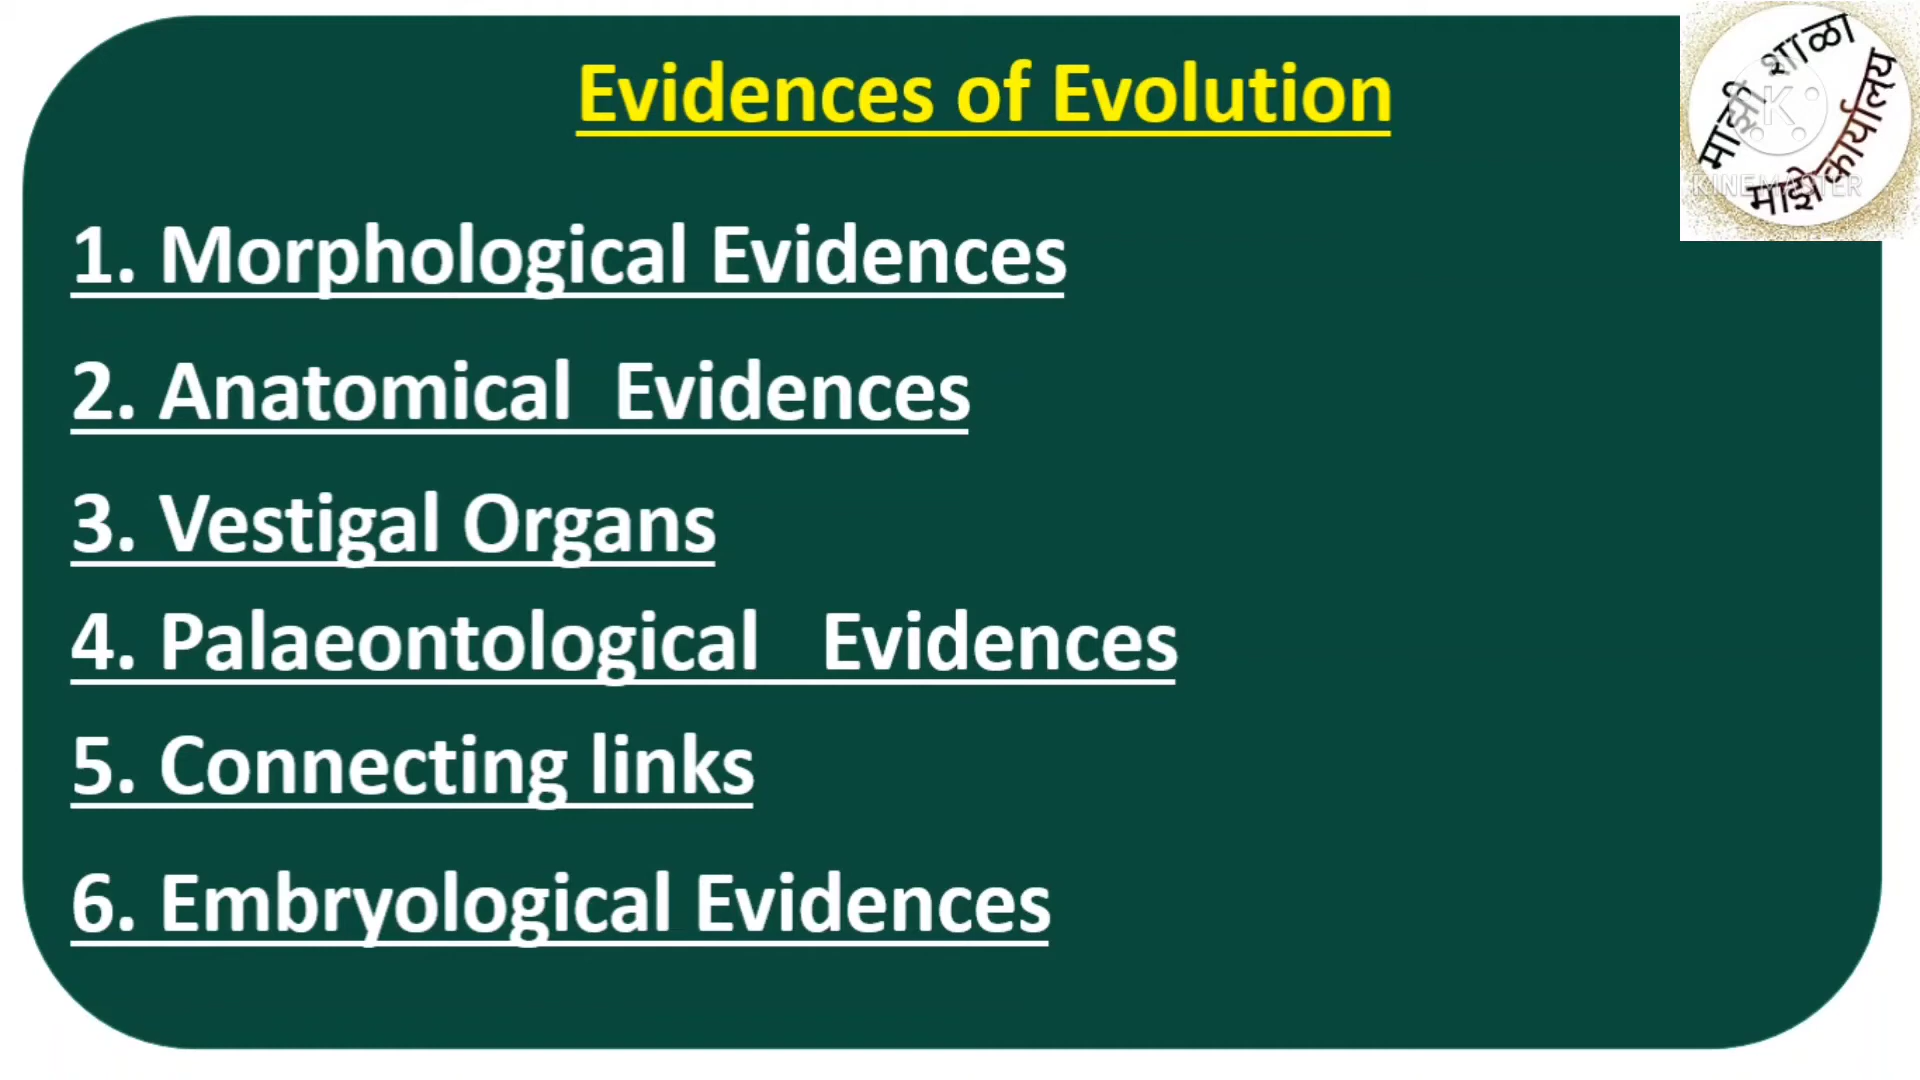 Evidences of Evolution
माझी शाळा
माझे कार्यालय
K
KINEMASTER
1. Morphological Evidences
2. Anatomical Evidences
3. Vestigal Organs
4. Palaeontological Evidences
5. Connecting links
6. Embryological Evidences